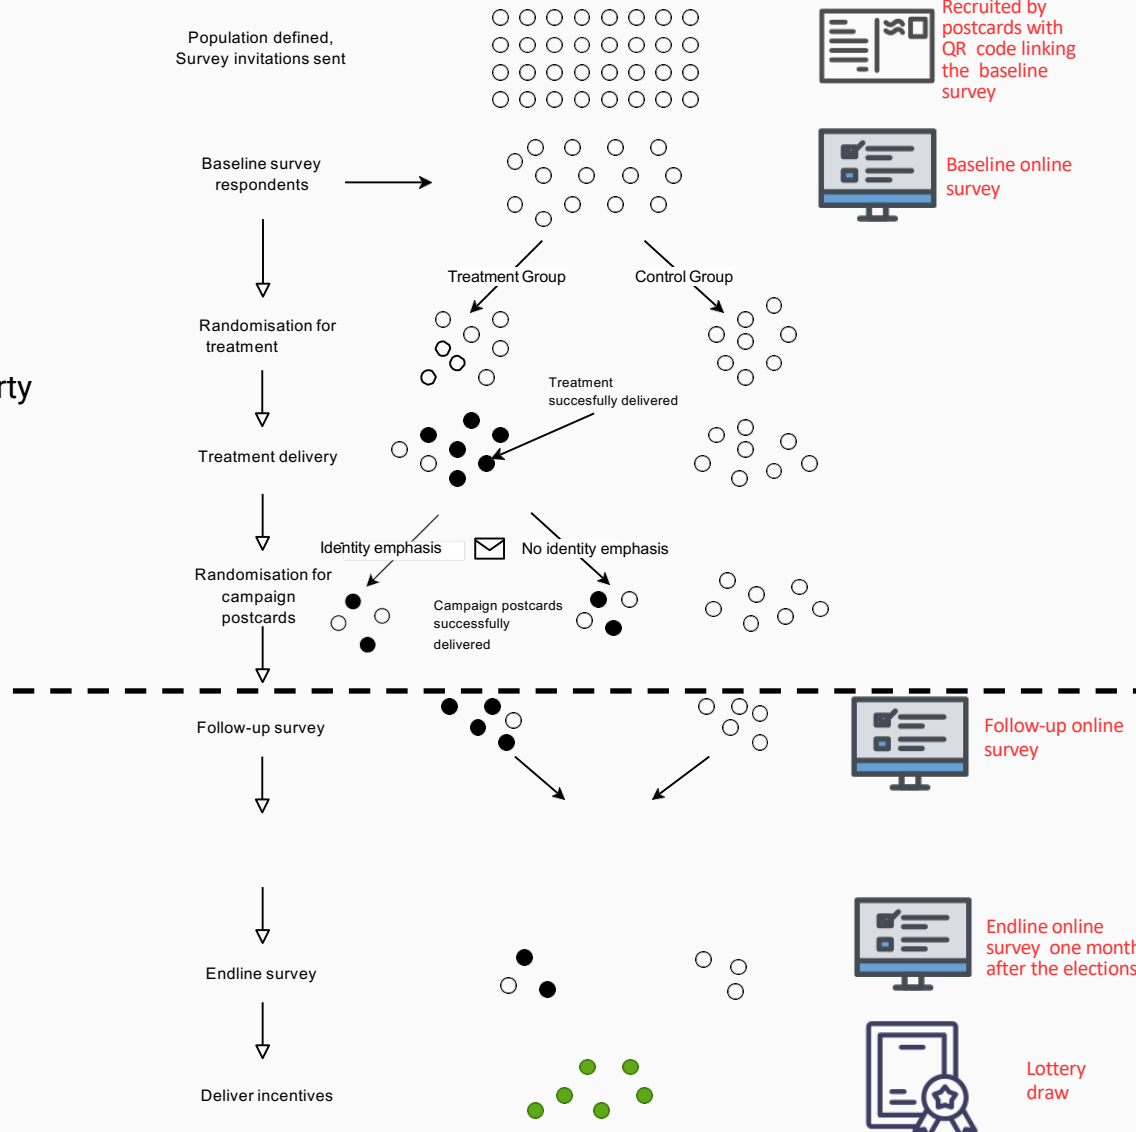 Population defined,
Survey invitations sent
Recruited by
postcards with
QR code linking
the baseline
survey
Baseline survey
respondents
Baseline online
survey
Treatment Group
Control Group
Randomisation for
treatment
rty
Treatment
succesfully delivered
Treatment delivery
Identity emphasis
No identity emphasis
Randomisation for
campaign
postcards
Campaign postcards
successfully
delivered
Follow-up survey
Follow-up online
survey
Endline survey
Endline online
survey one month
after the elections
Deliver incentives
Lottery
draw